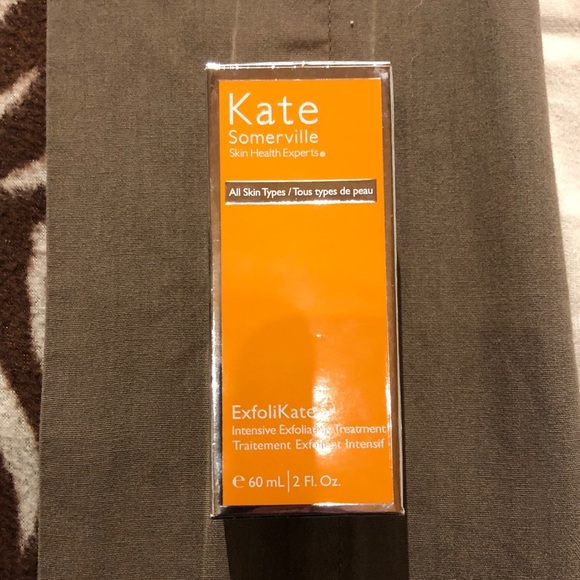 Kate
Somerville
Skin Health Experts®
All Skin Types / Tous types de peau
ExfoliKate®
Intensive Exfoliating Treatment
Traitement Exfoliant Intensif
℮ 60 mL | 2 Fl. Oz.